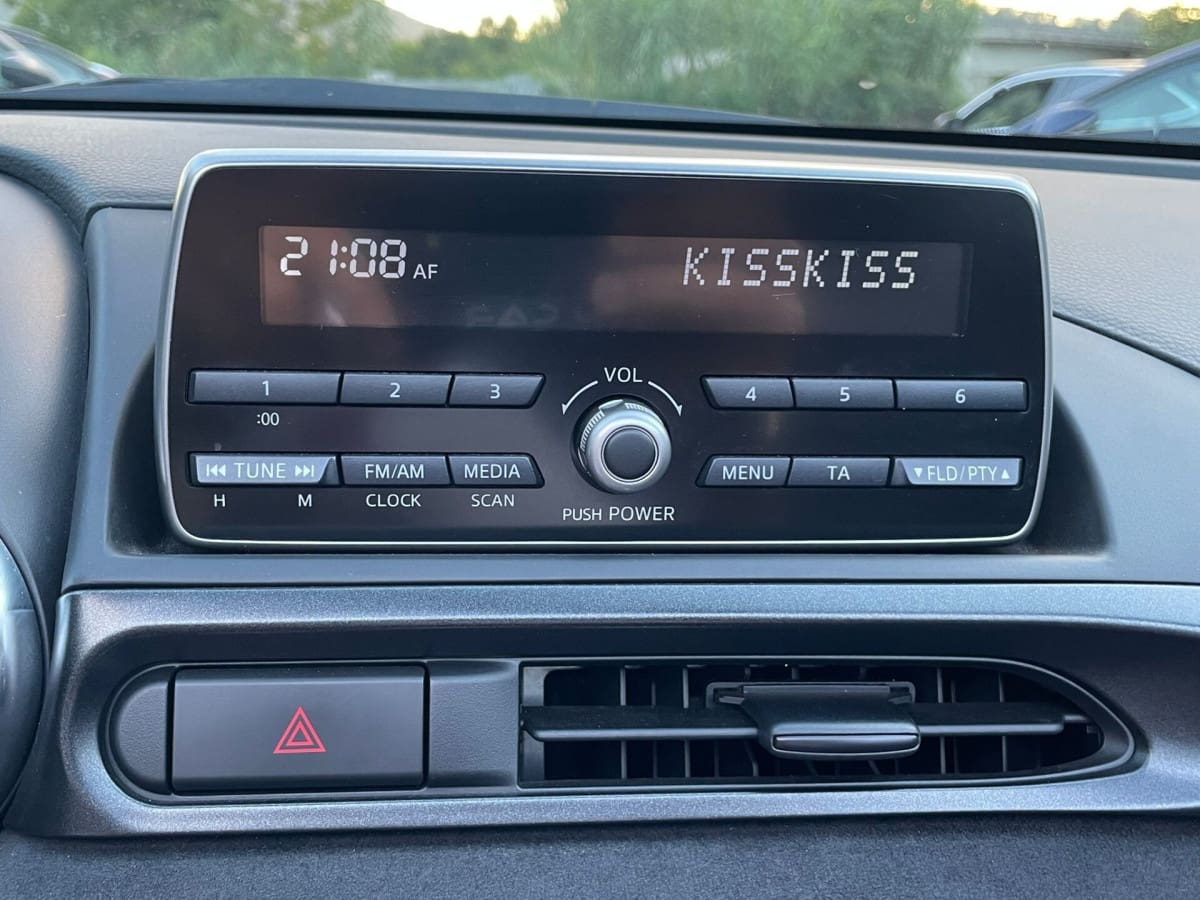 21:08 AF KISSKISS
VOL
1 2 3 4 5 6
:00
⏮ TUNE ⏭ FM/AM MEDIA MENU TA ▼FLD/PTY▲
H M CLOCK SCAN
PUSH POWER